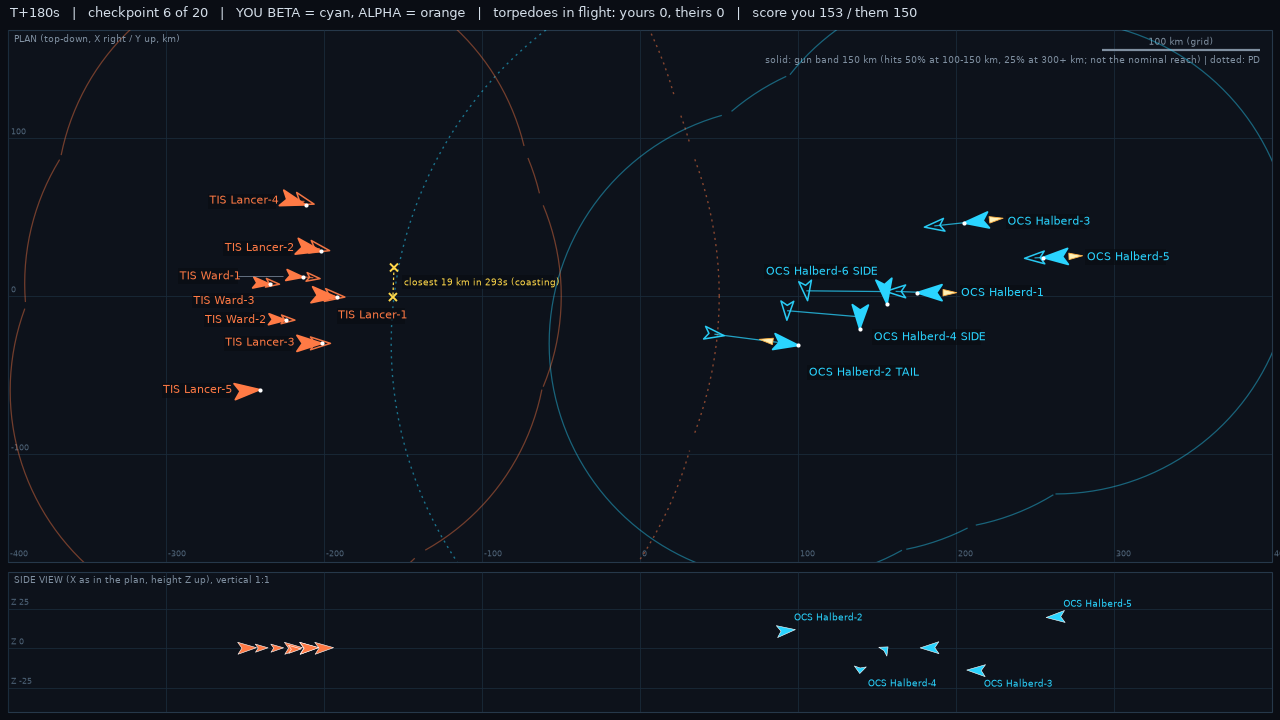 T+180s | checkpoint 6 of 20 | YOU BETA = cyan, ALPHA = orange | torpedoes in flight: yours 0, theirs 0 | score you 153 / them 150
PLAN (top-down, X right / Y up, km)
100 km (grid)
solid: gun band 150 km (hits 50% at 100-150 km, 25% at 300+ km; not the nominal reach) | dotted: PD
100
TIS Lancer-4
OCS Halberd-3
TIS Lancer-2
OCS Halberd-5
TIS Ward-1
OCS Halberd-6 SIDE
closest 19 km in 293s (coasting)
0
OCS Halberd-1
TIS Ward-3
TIS Lancer-1
TIS Ward-2
OCS Halberd-4 SIDE
TIS Lancer-3
OCS Halberd-2 TAIL
TIS Lancer-5
-100
-400
-300
-200
-100
0
100
200
300
SIDE VIEW (X as in the plan, height Z up), vertical 1:1
Z 25
OCS Halberd-5
OCS Halberd-2
Z 0
Z -25
OCS Halberd-4
OCS Halberd-3